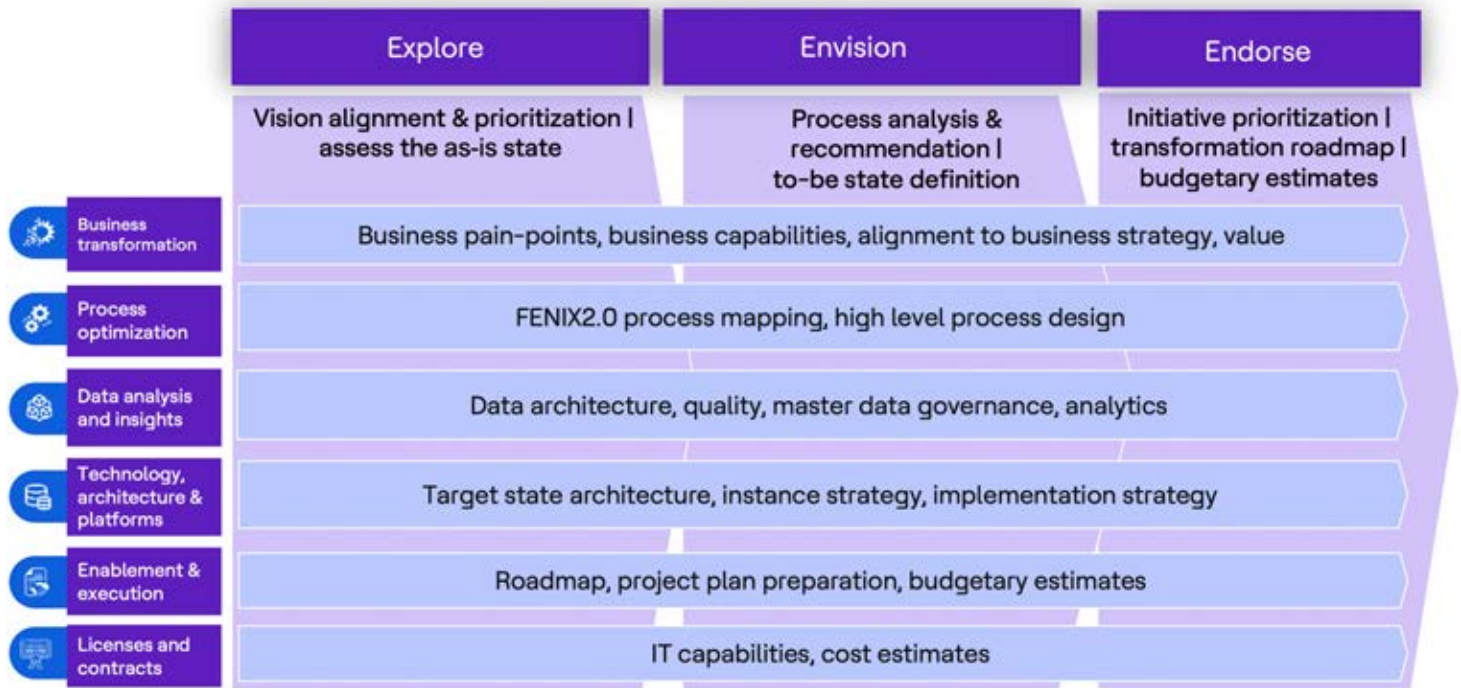 Explore
Envision
Endorse
Vision alignment & prioritization |
assess the as-is state
Process analysis &
recommendation |
to-be state definition
Initiative prioritization |
transformation roadmap |
budgetary estimates
Business
transformation
Business pain-points, business capabilities, alignment to business strategy, value
Process
optimization
FENIX2.0 process mapping, high level process design
Data analysis
and insights
Data architecture, quality, master data governance, analytics
Technology,
architecture &
platforms
Target state architecture, instance strategy, implementation strategy
Enablement &
execution
Roadmap, project plan preparation, budgetary estimates
Licenses and
contracts
IT capabilities, cost estimates